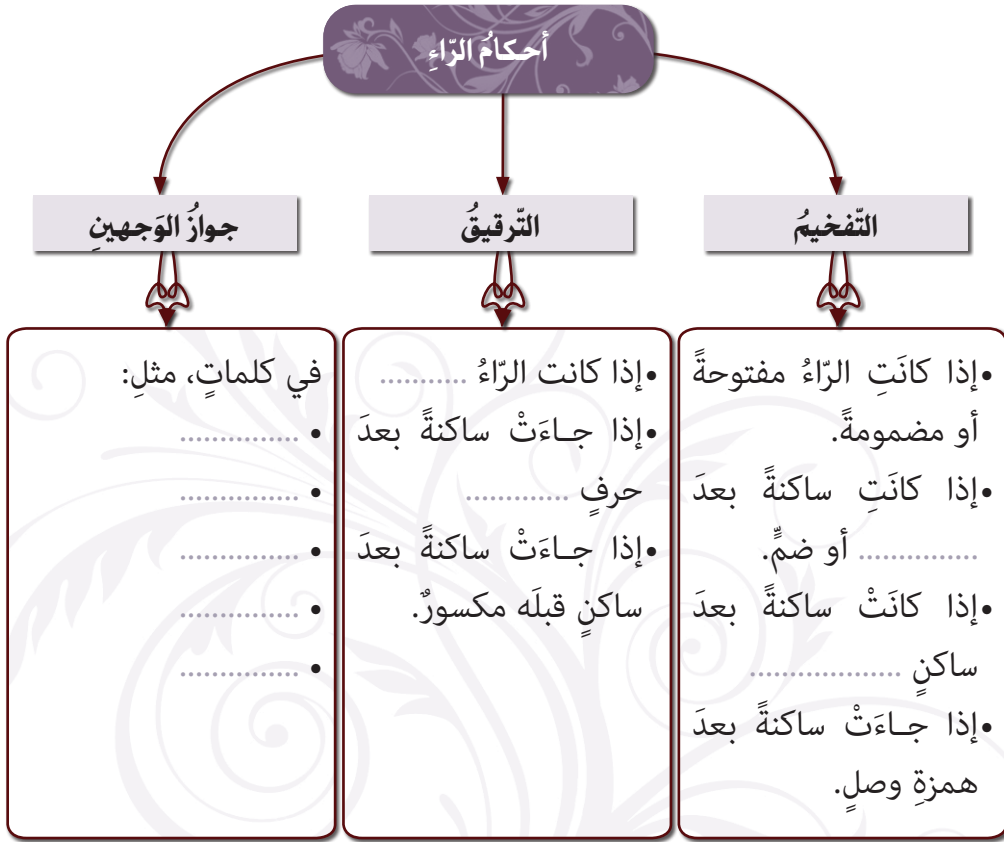 أحكامُ الرّاءِ
التّفخيمُ
•إذا كانَتِ الرّاءُ مفتوحةً
أو مضمومةً.
•إذا كانَتِ ساكنةً بعدَ
............... أو ضمٍّ.
•إذا كانَتْ ساكنةً بعدَ
ساكنٍ ...................
•إذا جـاءَتْ ساكنةً بعدَ
همزةِ وصلٍ.
التّرقيقُ
•إذا كانت الرّاءُ ...........
•إذا جـاءَتْ ساكنةً بعدَ
حرفٍ .............
•إذا جـاءَتْ ساكنةً بعدَ
ساكنٍ قبلَه مكسورٌ.
جوازُ الوَجهينِ
في كلماتٍ، مثلِ:
• ...............
• ...............
• ...............
• ...............
• ...............